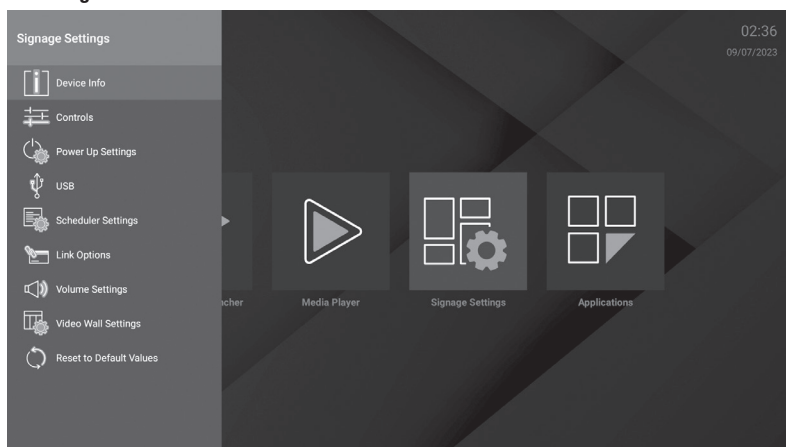 Signage Settings
02:36
09/07/2023
Device Info
Controls
Power Up Settings
USB
Scheduler Settings
Link Options
Volume Settings
Video Wall Settings
Reset to Default Values
ncher
Media Player
Signage Settings
Applications